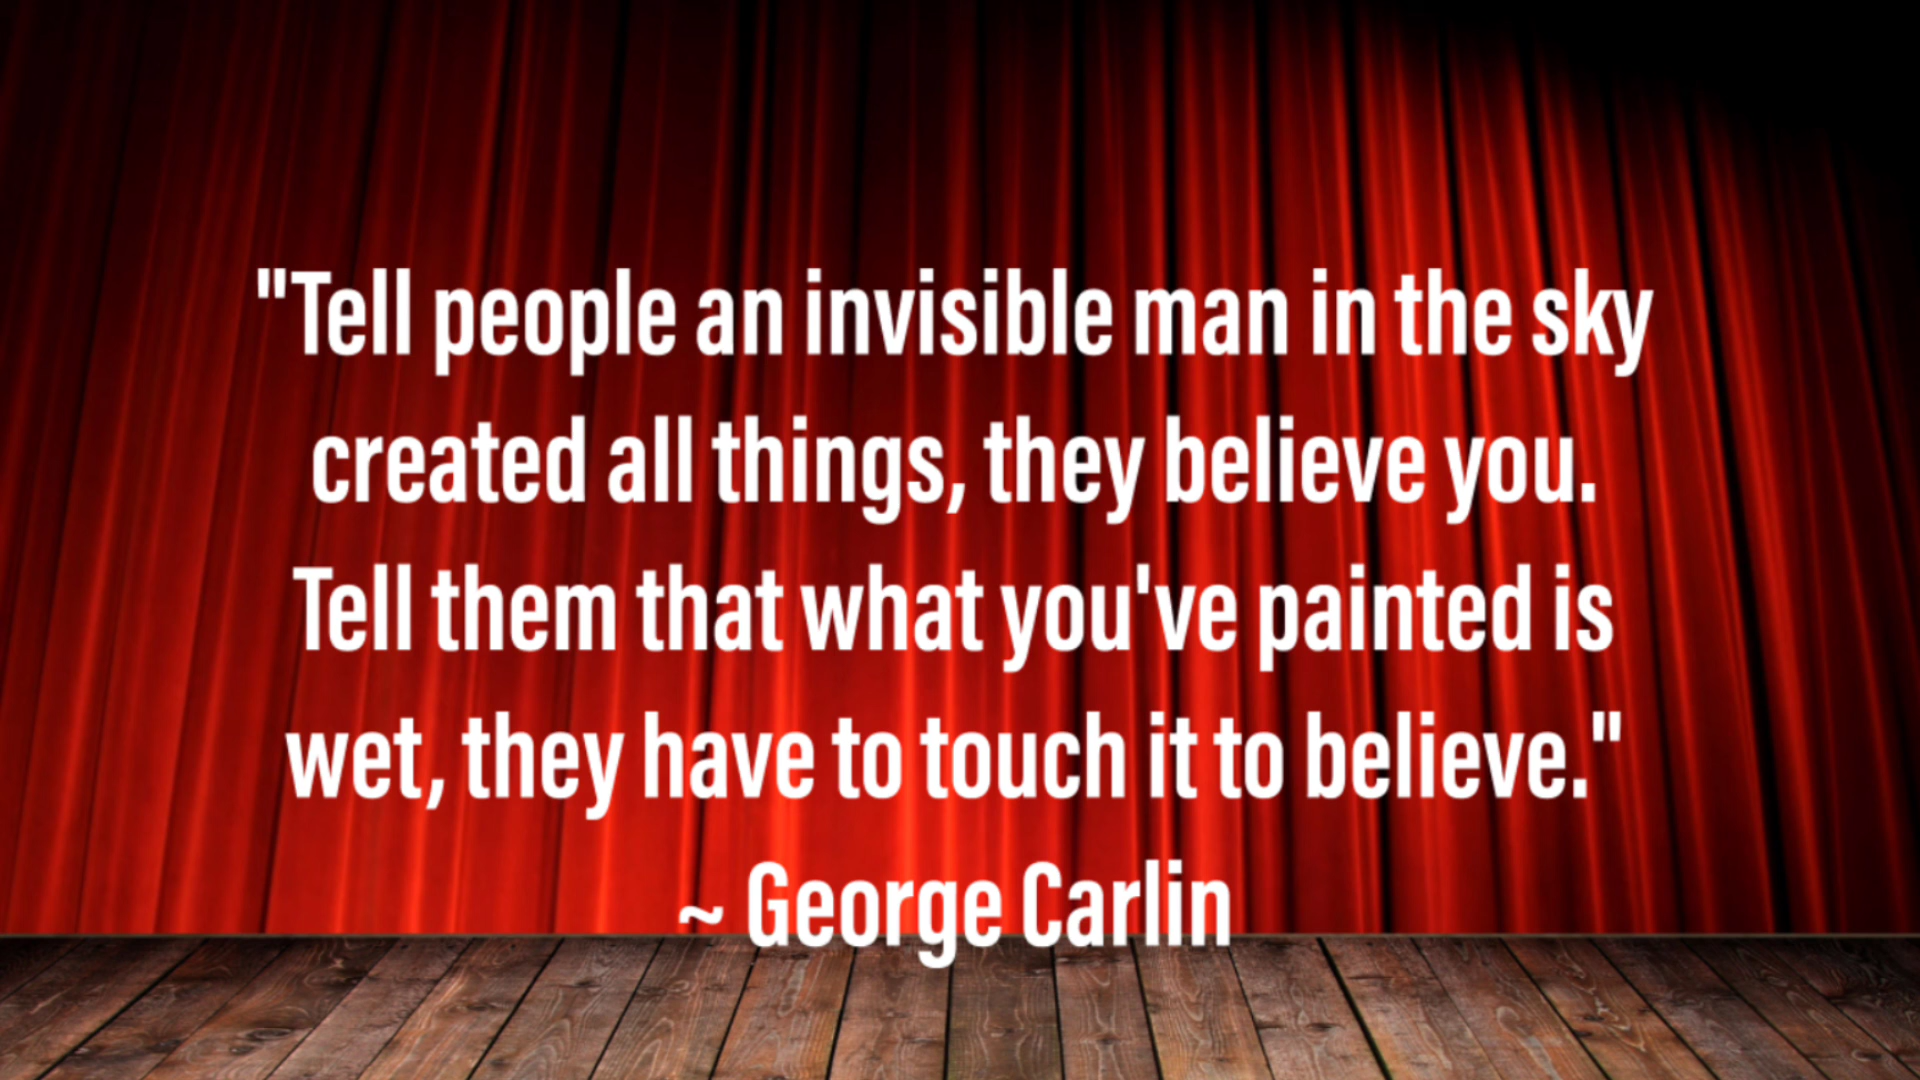 "Tell people an invisible man in the sky
created all things, they believe you.
Tell them that what you've painted is
wet, they have to touch it to believe."
~ George Carlin